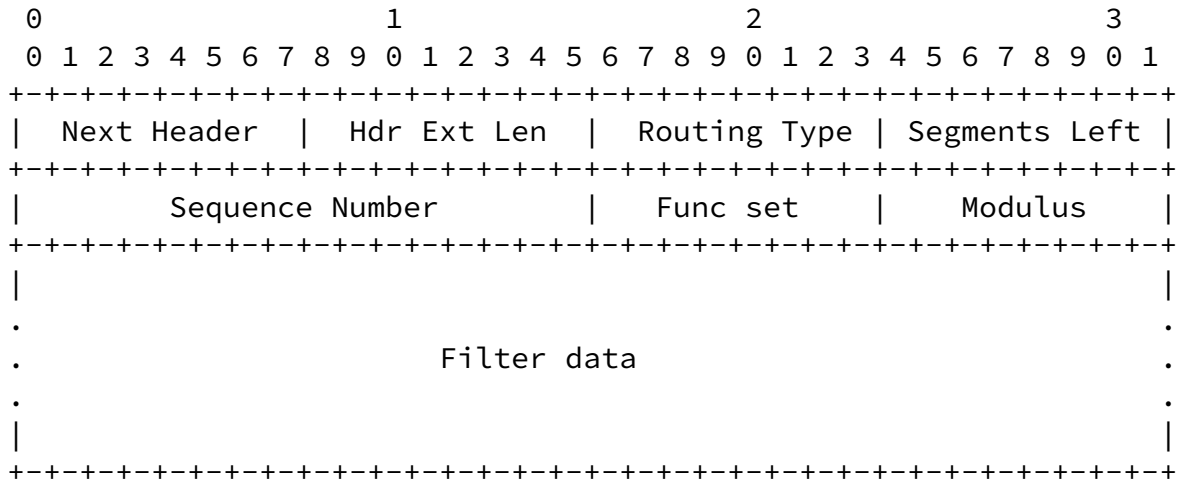 0 1 2 3
0 1 2 3 4 5 6 7 8 9 0 1 2 3 4 5 6 7 8 9 0 1 2 3 4 5 6 7 8 9 0 1
+-+-+-+-+-+-+-+-+-+-+-+-+-+-+-+-+-+-+-+-+-+-+-+-+-+-+-+-+-+-+-+-+
| Next Header | Hdr Ext Len | Routing Type | Segments Left |
+-+-+-+-+-+-+-+-+-+-+-+-+-+-+-+-+-+-+-+-+-+-+-+-+-+-+-+-+-+-+-+-+
| Sequence Number | Func set | Modulus |
+-+-+-+-+-+-+-+-+-+-+-+-+-+-+-+-+-+-+-+-+-+-+-+-+-+-+-+-+-+-+-+-+
| |
. .
. Filter data .
. .
| |
+-+-+-+-+-+-+-+-+-+-+-+-+-+-+-+-+-+-+-+-+-+-+-+-+-+-+-+-+-+-+-+-+